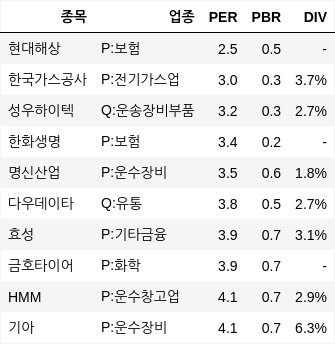 종목 업종 PER PBR DIV
현대해상 P:보험 2.5 0.5 -
한국가스공사 P:전기가스업 3.0 0.3 3.7%
성우하이텍 Q:운송장비부품 3.2 0.3 2.7%
한화생명 P:보험 3.4 0.2 -
명신산업 P:운수장비 3.5 0.6 1.8%
다우데이타 Q:유통 3.8 0.5 2.7%
효성 P:기타금융 3.9 0.7 3.1%
금호타이어 P:화학 3.9 0.7 -
HMM P:운수창고업 4.1 0.7 2.9%
기아 P:운수장비 4.1 0.7 6.3%